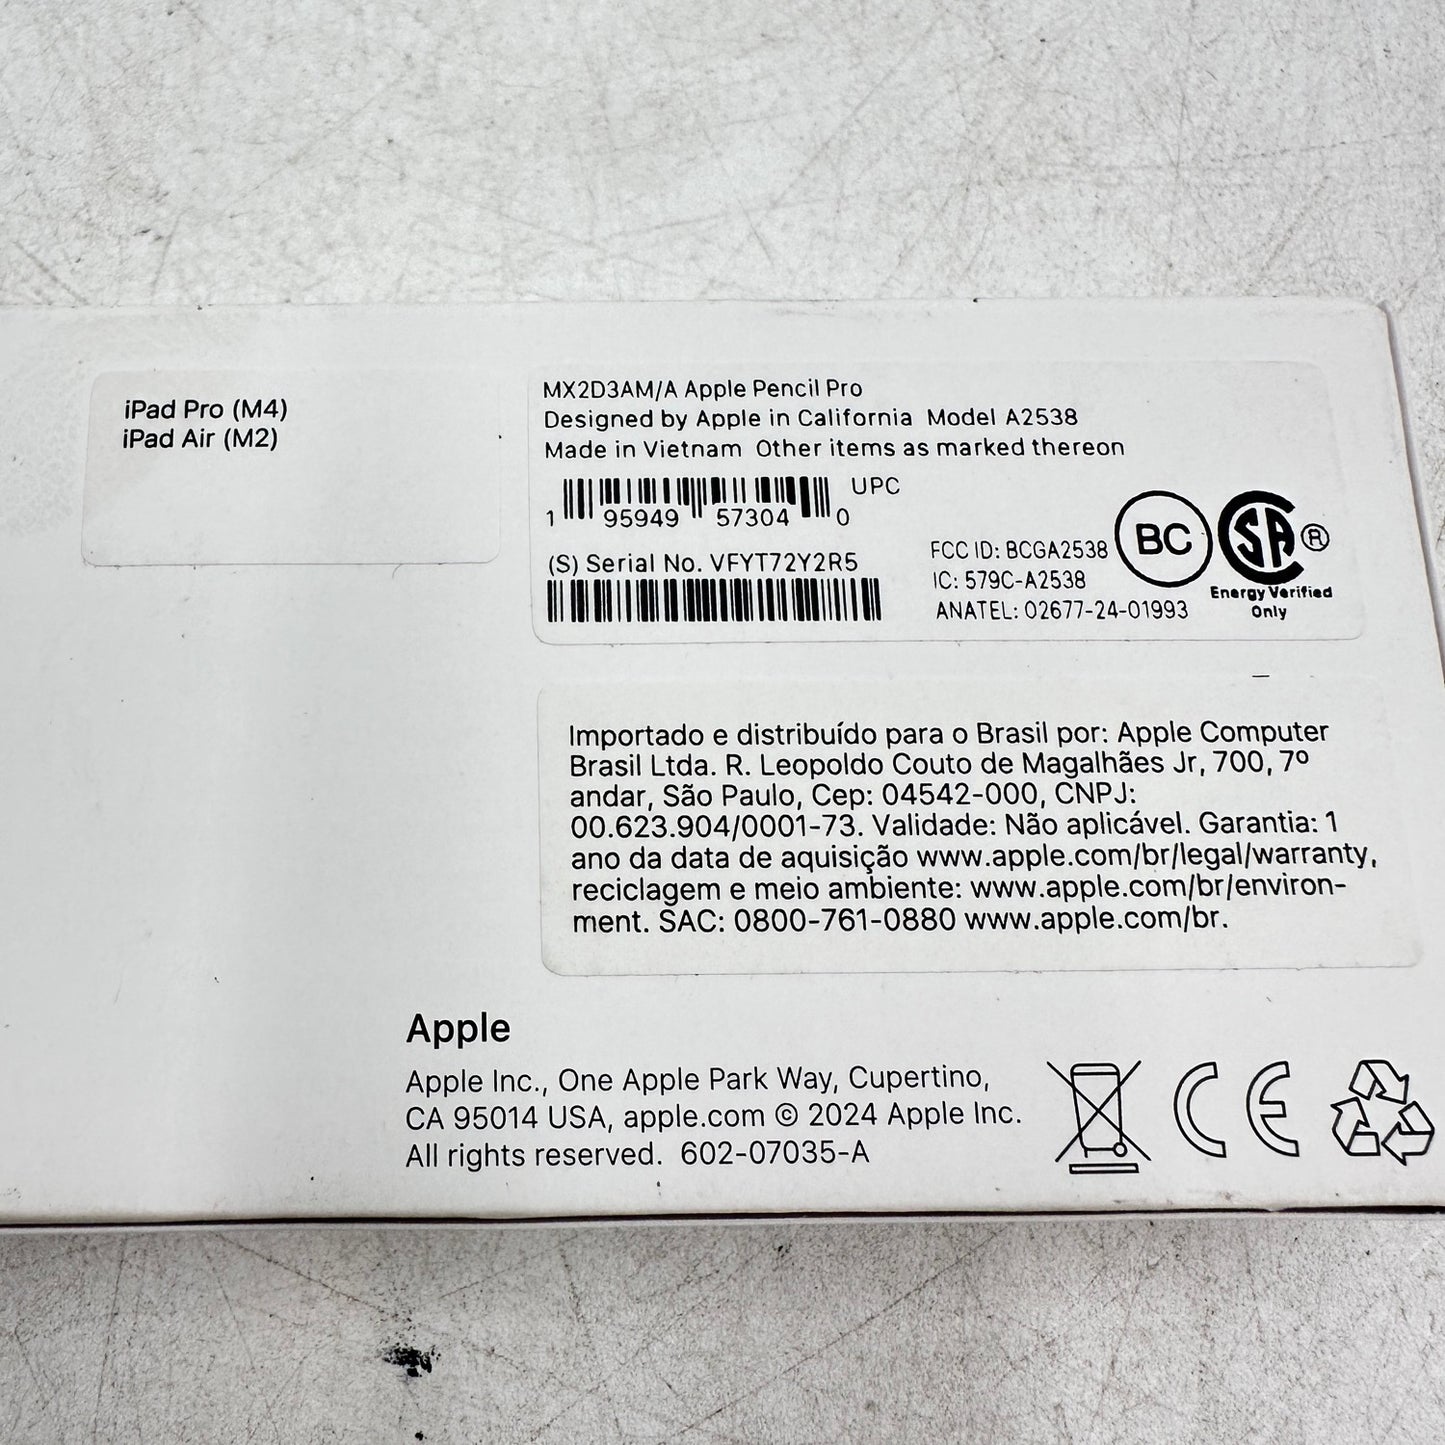 iPad Pro (M4)
iPad Air (M2)
MX2D3AM/A Apple Pencil Pro
Designed by Apple in California Model A2538
Made in Vietnam Other items as marked thereon
UPC
1 95949 57304 0
(S) Serial No. VFYT72Y2R5
FCC ID: BCGA2538
IC: 579C-A2538
ANATEL: 02677-24-01993
BC
SA ®
Energy Verified
Only
Importado e distribuído para o Brasil por: Apple Computer
Brasil Ltda. R. Leopoldo Couto de Magalhães Jr, 700, 7º
andar, São Paulo, Cep: 04542-000, CNPJ:
00.623.904/0001-73. Validade: Não aplicável. Garantia: 1
ano da data de aquisição www.apple.com/br/legal/warranty,
reciclagem e meio ambiente: www.apple.com/br/environ-
ment. SAC: 0800-761-0880 www.apple.com/br.
Apple
Apple Inc., One Apple Park Way, Cupertino,
CA 95014 USA, apple.com © 2024 Apple Inc.
All rights reserved. 602-07035-A
CE